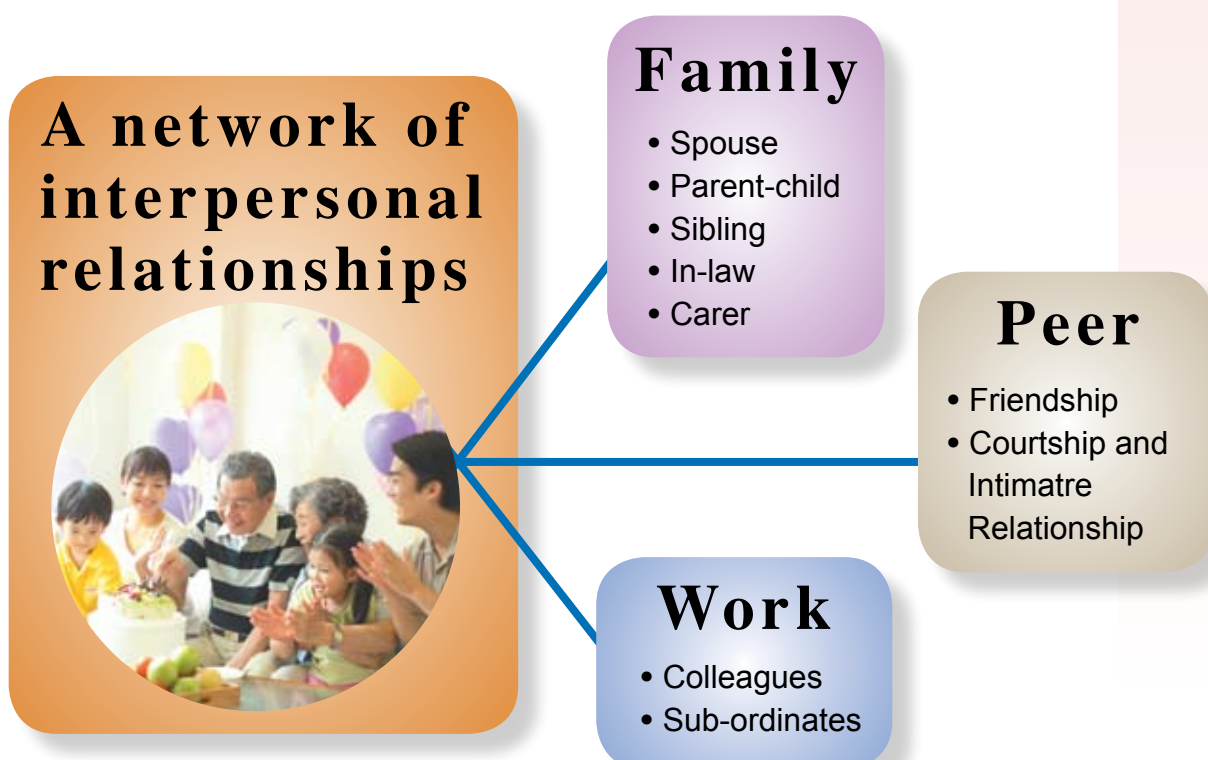 A network of
interpersonal
relationships
Family
• Spouse
• Parent-child
• Sibling
• In-law
• Carer
Peer
• Friendship
• Courtship and
Intimatre
Relationship
Work
• Colleagues
• Sub-ordinates